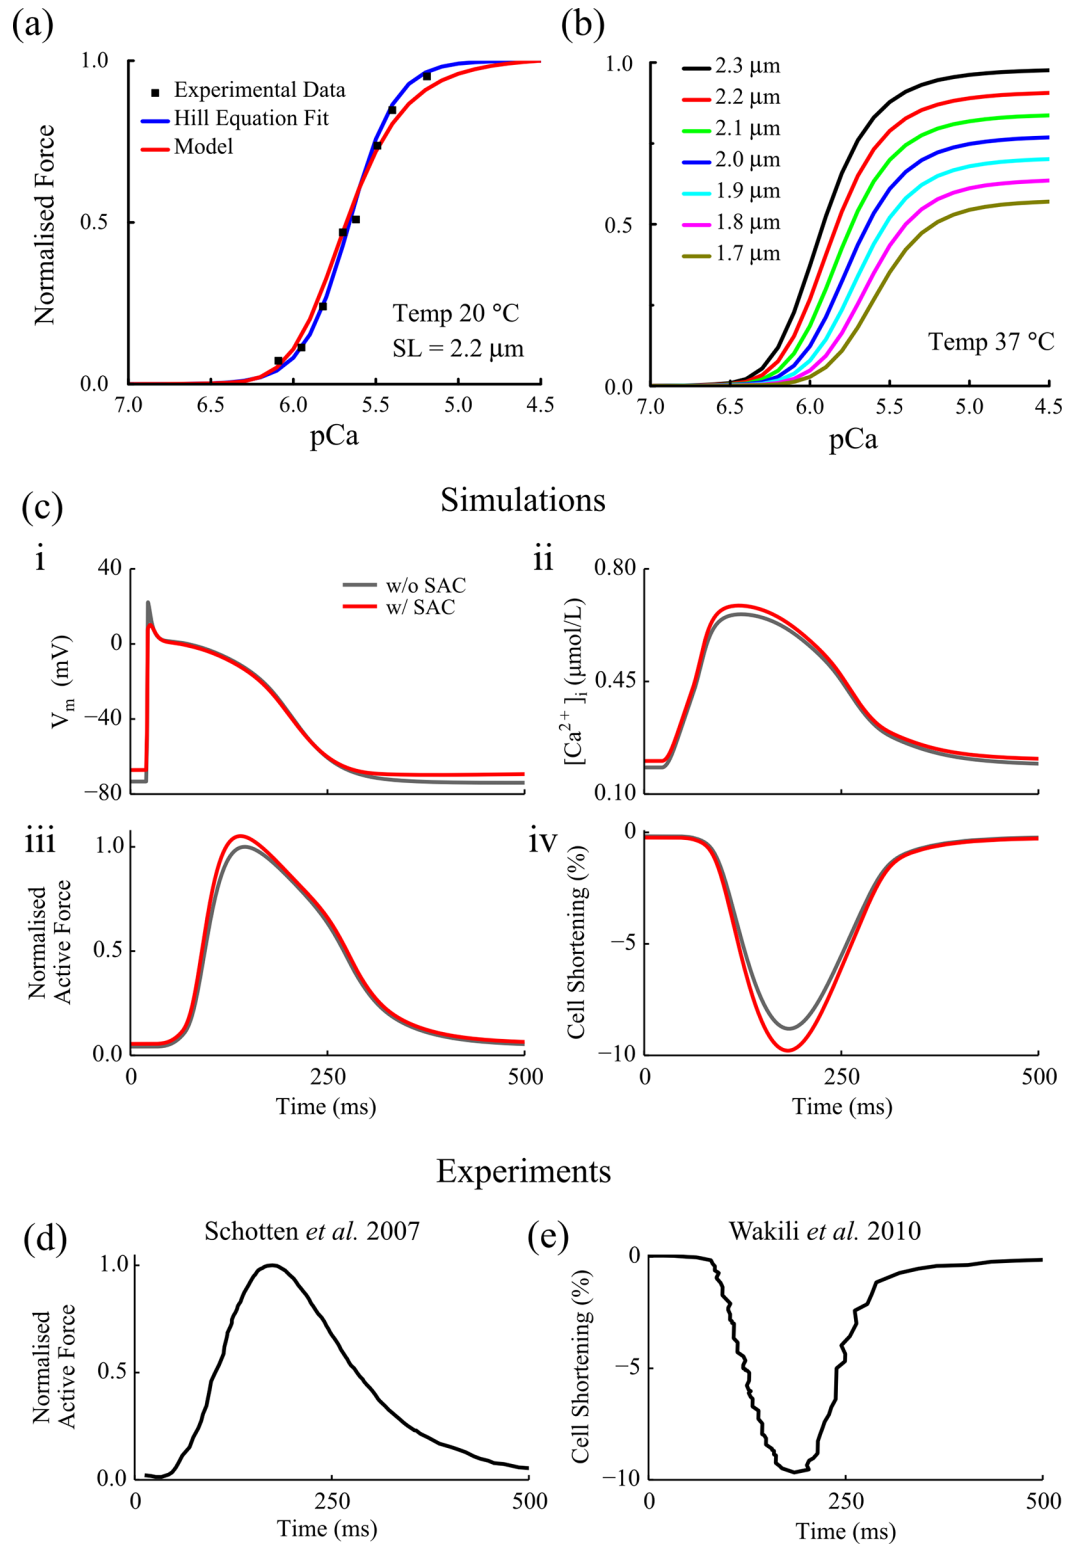 (a)
1.0
0.5
0.0
Normalised Force
Experimental Data
Hill Equation Fit
Model
Temp 20 °C
SL = 2.2 µm
7.0 6.5 6.0 5.5 5.0 4.5
pCa
(b)
1.0
0.5
0.0
2.3 µm
2.2 µm
2.1 µm
2.0 µm
1.9 µm
1.8 µm
1.7 µm
Temp 37 °C
7.0 6.5 6.0 5.5 5.0 4.5
pCa
(c)
Simulations
i
40
0
−40
−80
Vm (mV)
w/o SAC
w/ SAC
ii
0.80
0.45
0.10
[Ca2+]i (µmol/L)
iii
1.0
0.5
0.0
Normalised
Active Force
0 250 500
Time (ms)
iv
0
−5
−10
Cell Shortening (%)
0 250 500
Time (ms)
Experiments
(d)
Schotten et al. 2007
1.0
0.5
0.0
Normalised
Active Force
0 250 500
Time (ms)
(e)
Wakili et al. 2010
0
−5
−10
Cell Shortening (%)
0 250 500
Time (ms)